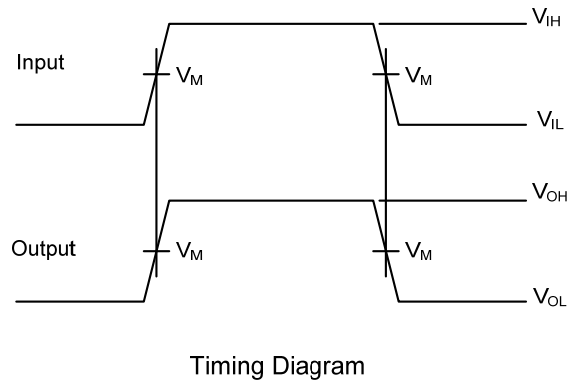 V_IH
Input
V_M V_M
V_IL
V_OH
Output V_M V_M
V_OL
Timing Diagram